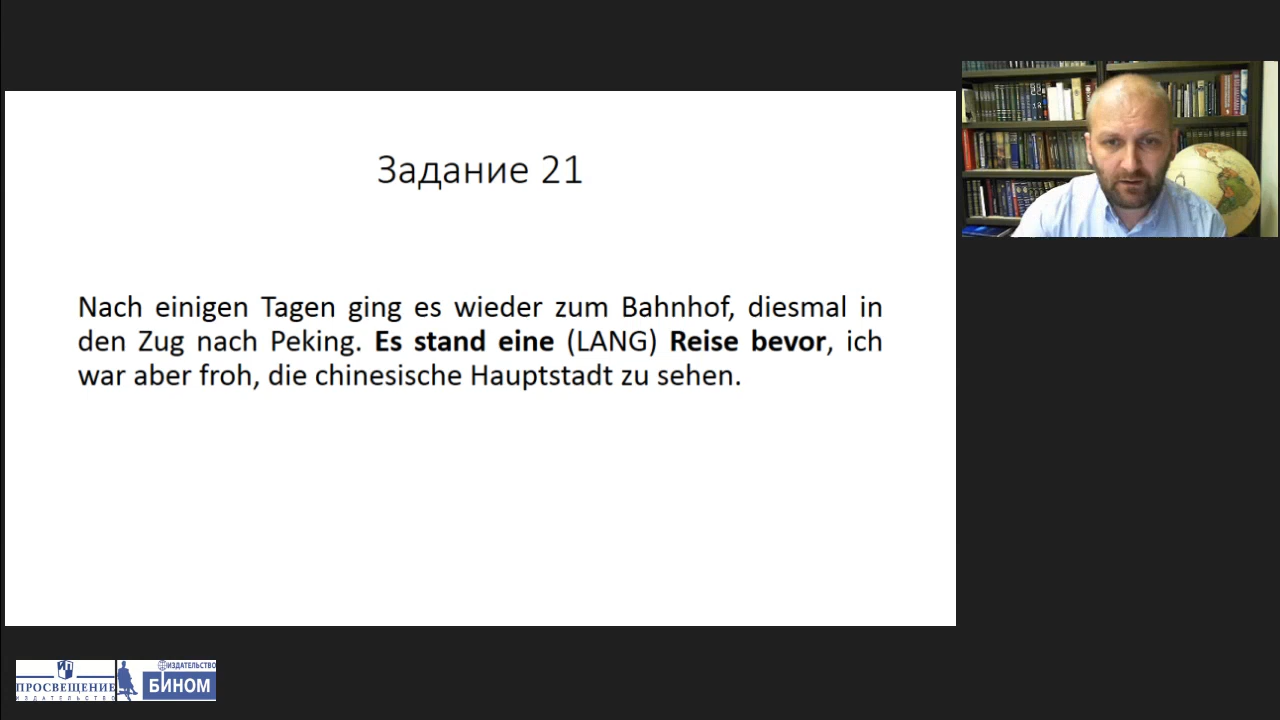 Задание 21
Nach einigen Tagen ging es wieder zum Bahnhof, diesmal in
den Zug nach Peking. Es stand eine (LANG) Reise bevor, ich
war aber froh, die chinesische Hauptstadt zu sehen.
ПРОСВЕЩЕНИЕ
ИЗДАТЕЛЬСТВО
ИЗДАТЕЛЬСТВО
БИНОМ